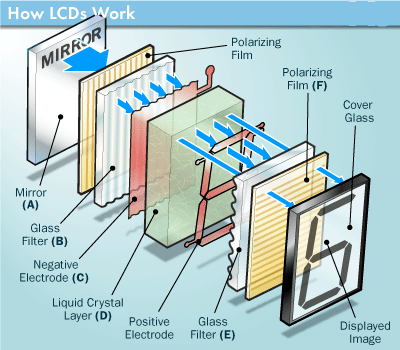 How LCDs Work
MIRROR
Polarizing
Film
Polarizing
Film (F)
Cover
Glass
Mirror
(A)
Glass
Filter (B)
Negative
Electrode (C)
Liquid Crystal
Layer (D)
Positive
Electrode
Glass
Filter (E)
Displayed
Image